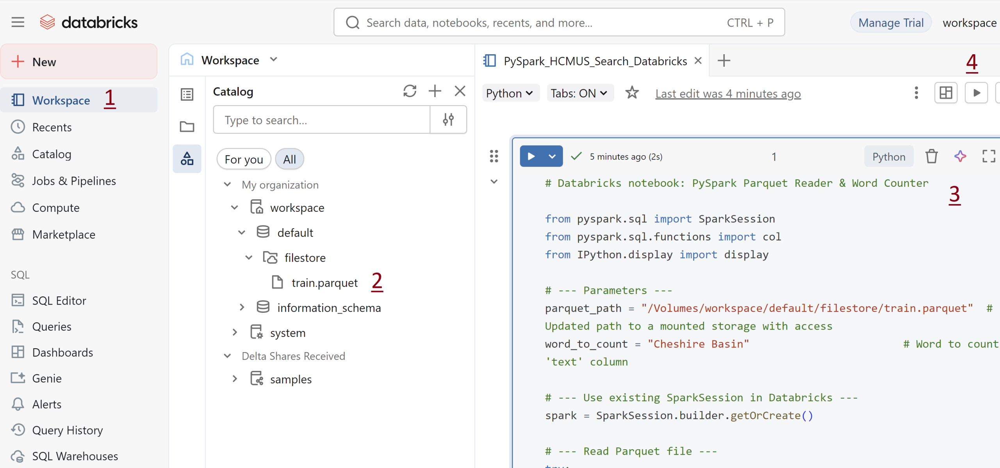 databricks
Search data, notebooks, recents, and more...
CTRL + P
Manage Trial
workspace
New
Workspace
1
Recents
Catalog
Jobs & Pipelines
Compute
Marketplace
SQL
SQL Editor
Queries
Dashboards
Genie
Alerts
Query History
SQL Warehouses
Workspace
Catalog
Type to search...
For you
All
My organization
workspace
default
filestore
train.parquet
2
information_schema
system
Delta Shares Received
samples
PySpark_HCMUS_Search_Databricks
4
Python
Tabs: ON
Last edit was 4 minutes ago
5 minutes ago (2s)
1
Python
# Databricks notebook: PySpark Parquet Reader & Word Counter
3
from pyspark.sql import SparkSession
from pyspark.sql.functions import col
from IPython.display import display
# --- Parameters ---
parquet_path = "/Volumes/workspace/default/filestore/train.parquet"  #
Updated path to a mounted storage with access
word_to_count = "Cheshire Basin" # Word to count
'text' column
# --- Use existing SparkSession in Databricks ---
spark = SparkSession.builder.getOrCreate()
# --- Read Parquet file ---
try: